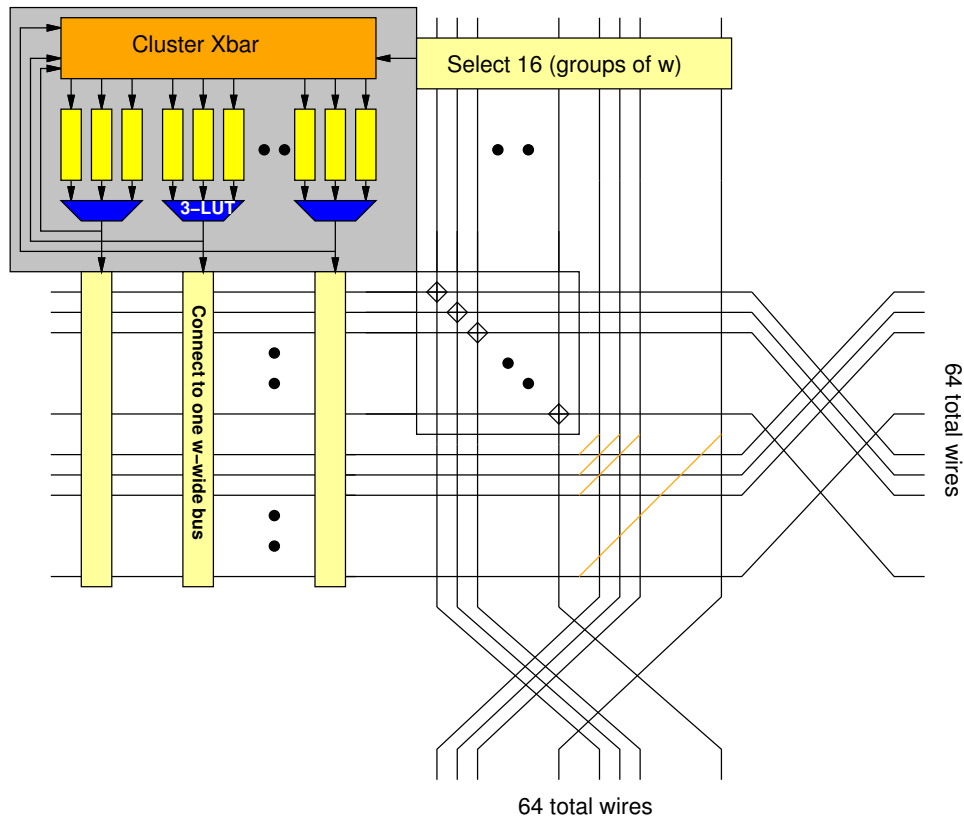 Cluster Xbar
Select 16 (groups of w)
3−LUT
Connect to one w−wide bus
64 total wires
64 total wires